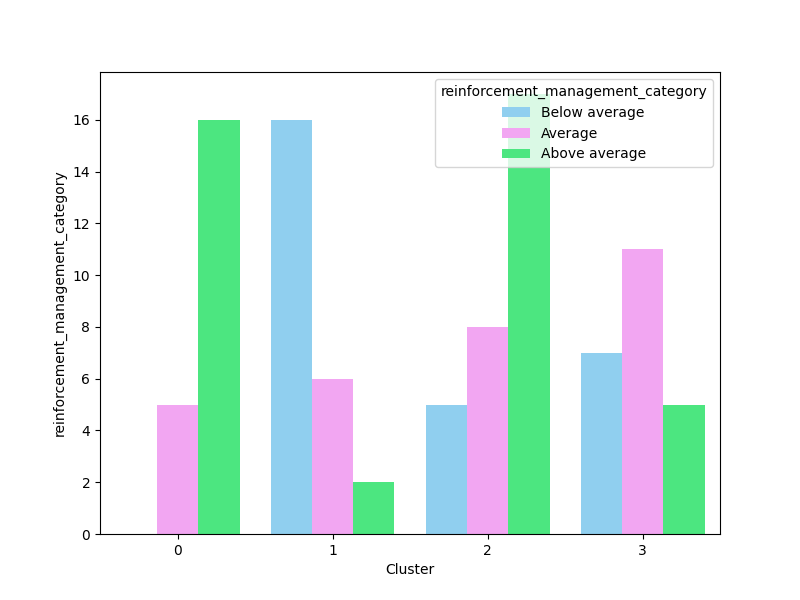 reinforcement_management_category
Below average
Average
Above average
reinforcement_management_category
16
14
12
10
8
6
4
2
0
0 1 2 3
Cluster